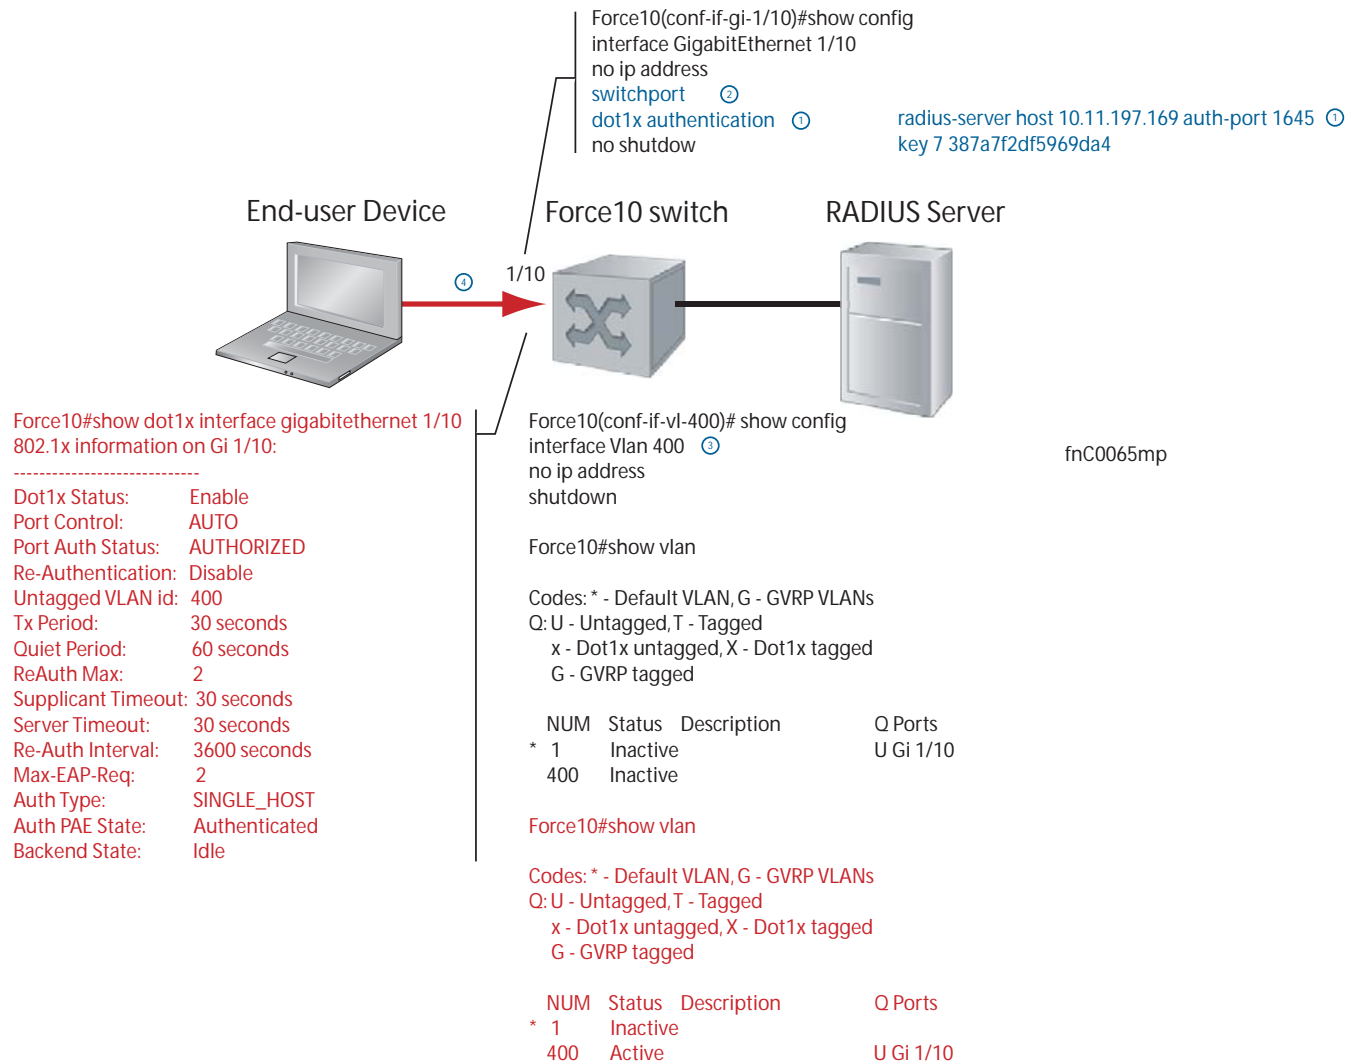 Force10(conf-if-gi-1/10)#show config
interface GigabitEthernet 1/10
no ip address
switchport ②
dot1x authentication ①
no shutdow
radius-server host 10.11.197.169 auth-port 1645 ①
key 7 387a7f2df5969da4
End-user Device
Force10 switch
RADIUS Server
④
1/10
Force10#show dot1x interface gigabitethernet 1/10
802.1x information on Gi 1/10:
-----------------------------
Dot1x Status: Enable
Port Control: AUTO
Port Auth Status: AUTHORIZED
Re-Authentication: Disable
Untagged VLAN id: 400
Tx Period: 30 seconds
Quiet Period: 60 seconds
ReAuth Max: 2
Supplicant Timeout: 30 seconds
Server Timeout: 30 seconds
Re-Auth Interval: 3600 seconds
Max-EAP-Req: 2
Auth Type: SINGLE_HOST
Auth PAE State: Authenticated
Backend State: Idle
Force10(conf-if-vl-400)# show config
interface Vlan 400 ③
no ip address
shutdown
Force10#show vlan
Codes: * - Default VLAN, G - GVRP VLANs
Q: U - Untagged, T - Tagged
x - Dot1x untagged, X - Dot1x tagged
G - GVRP tagged
NUM Status Description Q Ports
* 1 Inactive U Gi 1/10
400 Inactive
Force10#show vlan
Codes: * - Default VLAN, G - GVRP VLANs
Q: U - Untagged, T - Tagged
x - Dot1x untagged, X - Dot1x tagged
G - GVRP tagged
NUM Status Description Q Ports
* 1 Inactive
400 Active U Gi 1/10
fnC0065mp